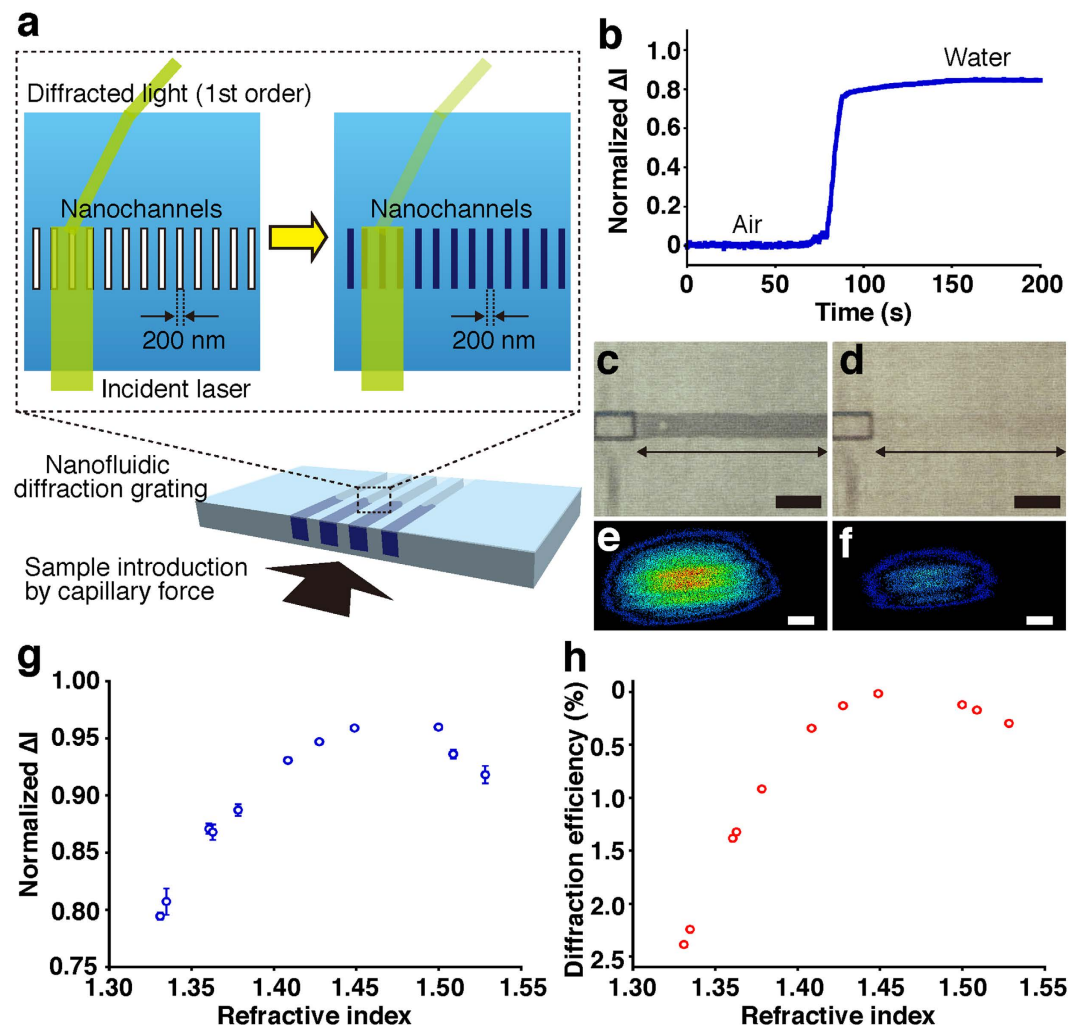 a
Diffracted light (1st order)
Nanochannels
Nanochannels
200 nm
200 nm
Incident laser
Nanofluidic
diffraction grating
Sample introduction
by capillary force
b
Normalized ΔI
1.0
0.8
0.6
0.4
0.2
0
Air
Water
0
50
100
150
200
Time (s)
c
d
e
f
g
Normalized ΔI
1.00
0.95
0.90
0.85
0.80
0.75
1.30
1.35
1.40
1.45
1.50
1.55
Refractive index
h
Diffraction efficiency (%)
0
0.5
1.0
1.5
2.0
2.5
1.30
1.35
1.40
1.45
1.50
1.55
Refractive index